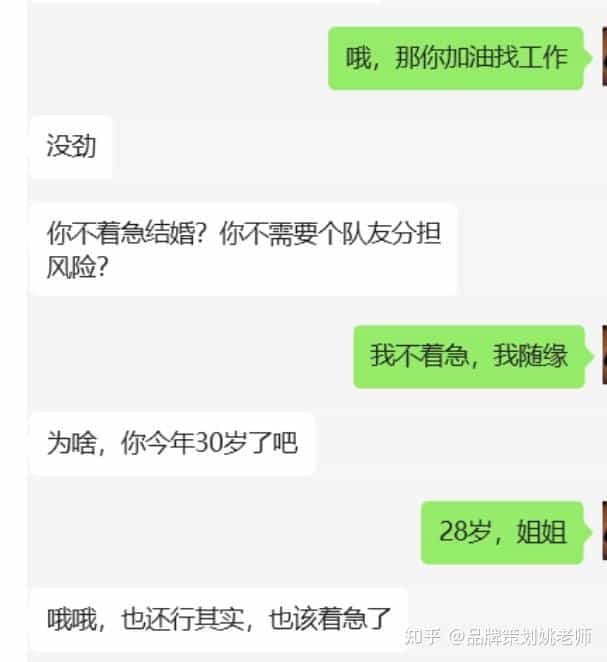 哦，那你加油找工作
没劲
你不着急结婚？你不需要个队友分担
风险？
我不着急，我随缘
为啥，你今年30岁了吧
28岁，姐姐
哦哦，也还行其实，也该着急了
知乎 @品牌策划姚老师